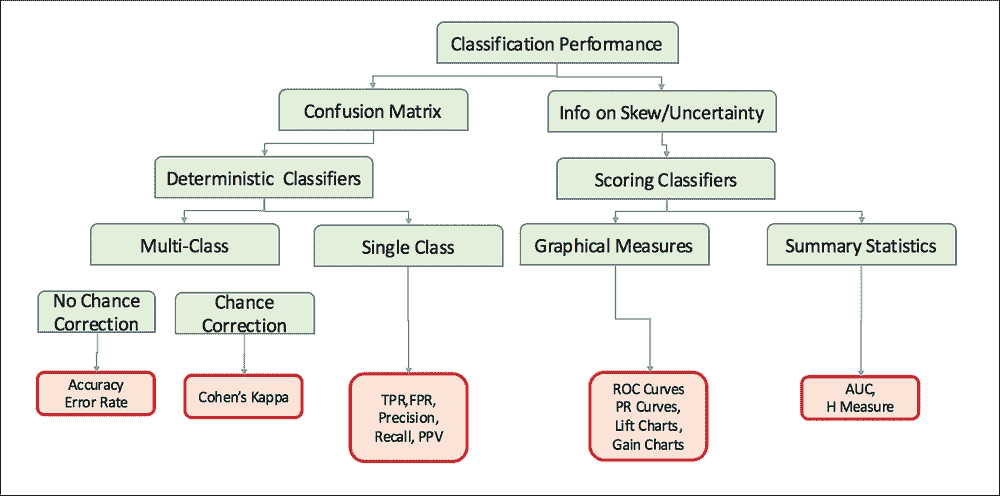 Classification Performance
Confusion Matrix
Info on Skew/Uncertainty
Deterministic Classifiers
Scoring Classifiers
Multi-Class
Single Class
Graphical Measures
Summary Statistics
No Chance
Correction
Chance
Correction
Accuracy
Error Rate
Cohen's Kappa
TPR,FPR,
Precision,
Recall, PPV
ROC Curves
PR Curves,
Lift Charts,
Gain Charts
AUC,
H Measure